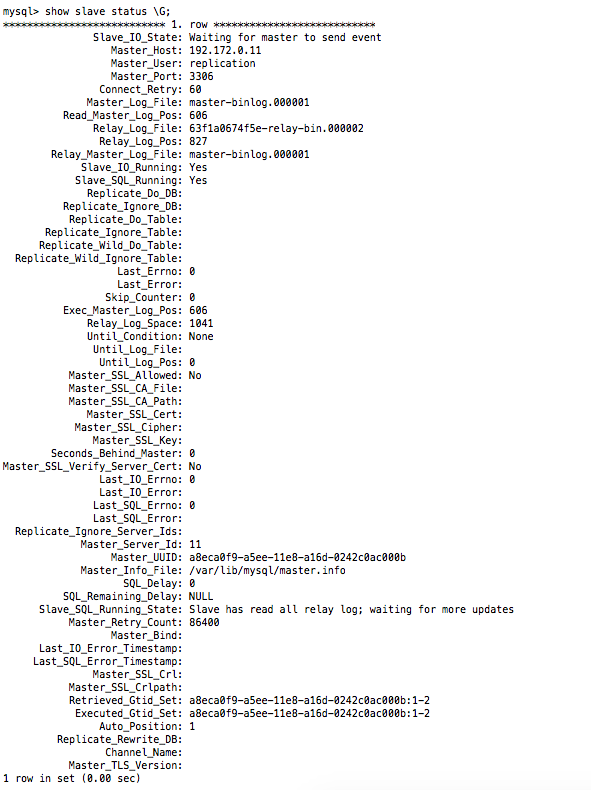 mysql> show slave status \G;
*************************** 1. row ***************************
Slave_IO_State: Waiting for master to send event
Master_Host: 192.172.0.11
Master_User: replication
Master_Port: 3306
Connect_Retry: 60
Master_Log_File: master-binlog.000001
Read_Master_Log_Pos: 606
Relay_Log_File: 63f1a0674f5e-relay-bin.000002
Relay_Log_Pos: 827
Relay_Master_Log_File: master-binlog.000001
Slave_IO_Running: Yes
Slave_SQL_Running: Yes
Replicate_Do_DB:
Replicate_Ignore_DB:
Replicate_Do_Table:
Replicate_Ignore_Table:
Replicate_Wild_Do_Table:
Replicate_Wild_Ignore_Table:
Last_Errno: 0
Last_Error:
Skip_Counter: 0
Exec_Master_Log_Pos: 606
Relay_Log_Space: 1041
Until_Condition: None
Until_Log_File:
Until_Log_Pos: 0
Master_SSL_Allowed: No
Master_SSL_CA_File:
Master_SSL_CA_Path:
Master_SSL_Cert:
Master_SSL_Cipher:
Master_SSL_Key:
Seconds_Behind_Master: 0
Master_SSL_Verify_Server_Cert: No
Last_IO_Errno: 0
Last_IO_Error:
Last_SQL_Errno: 0
Last_SQL_Error:
Replicate_Ignore_Server_Ids:
Master_Server_Id: 11
Master_UUID: a8eca0f9-a5ee-11e8-a16d-0242c0ac000b
Master_Info_File: /var/lib/mysql/master.info
SQL_Delay: 0
SQL_Remaining_Delay: NULL
Slave_SQL_Running_State: Slave has read all relay log; waiting for more updates
Master_Retry_Count: 86400
Master_Bind:
Last_IO_Error_Timestamp:
Last_SQL_Error_Timestamp:
Master_SSL_Crl:
Master_SSL_Crlpath:
Retrieved_Gtid_Set: a8eca0f9-a5ee-11e8-a16d-0242c0ac000b:1-2
Executed_Gtid_Set: a8eca0f9-a5ee-11e8-a16d-0242c0ac000b:1-2
Auto_Position: 1
Replicate_Rewrite_DB:
Channel_Name:
Master_TLS_Version:
1 row in set (0.00 sec)